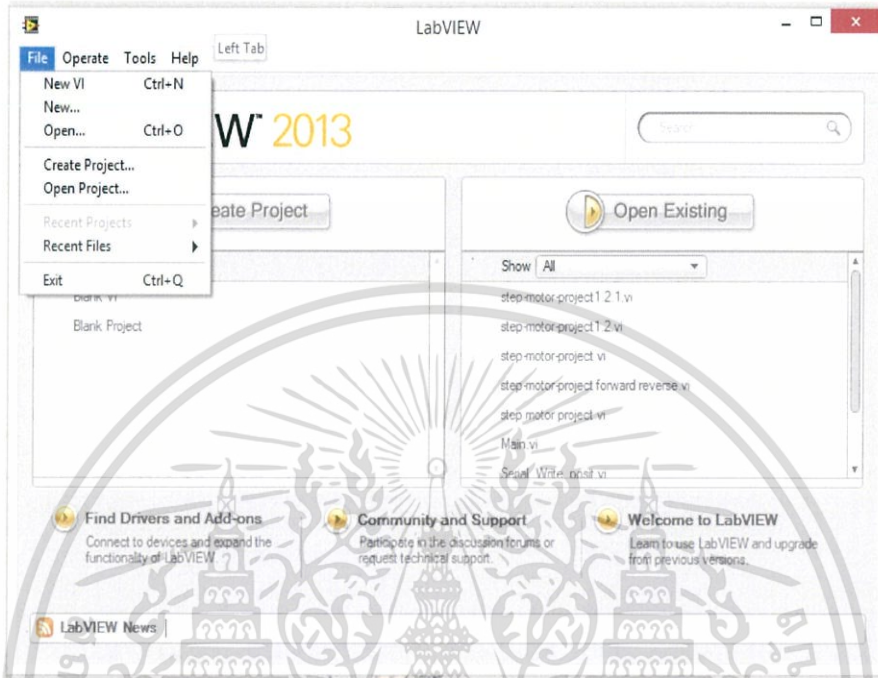 LabVIEW
File Operate Tools Help
Left Tab
New VI Ctrl+N
New...
Open... Ctrl+O
Create Project...
Open Project...
Recent Projects
Recent Files
Exit Ctrl+Q
W™ 2013
Search
eate Project
Blank VI
Blank Project
Open Existing
Show All
step-motor-project1.2.1.vi
step-motor-project1.2.vi
step-motor-project.vi
step-motor-project forward reverse.vi
step motor project.vi
Main.vi
Serial_Write_posit.vi
Find Drivers and Add-ons
Connect to devices and expand the
functionality of LabVIEW.
Community and Support
Participate in the discussion forums or
request technical support.
Welcome to LabVIEW
Learn to use LabVIEW and upgrade
from previous versions.
LabVIEW News